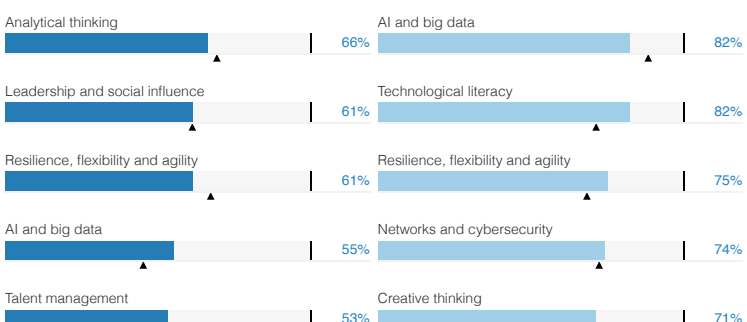 Analytical thinking
66%
Leadership and social influence
61%
Resilience, flexibility and agility
61%
AI and big data
55%
Talent management
53%
AI and big data
82%
Technological literacy
82%
Resilience, flexibility and agility
75%
Networks and cybersecurity
74%
Creative thinking
71%